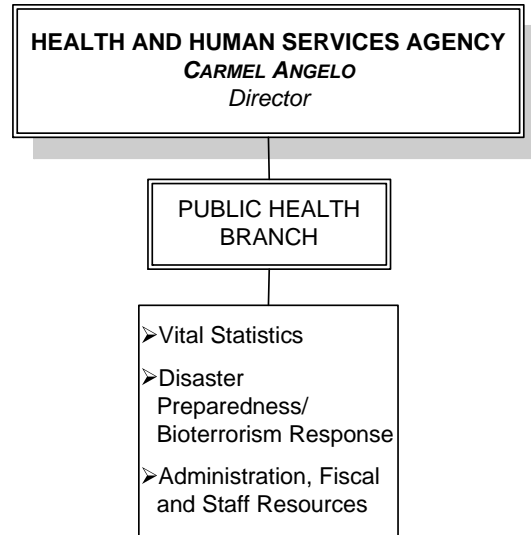 HEALTH AND HUMAN SERVICES AGENCY
CARMEL ANGELO
Director
PUBLIC HEALTH
BRANCH
➢Vital Statistics
➢Disaster
Preparedness/
Bioterrorism Response
➢Administration, Fiscal
and Staff Resources